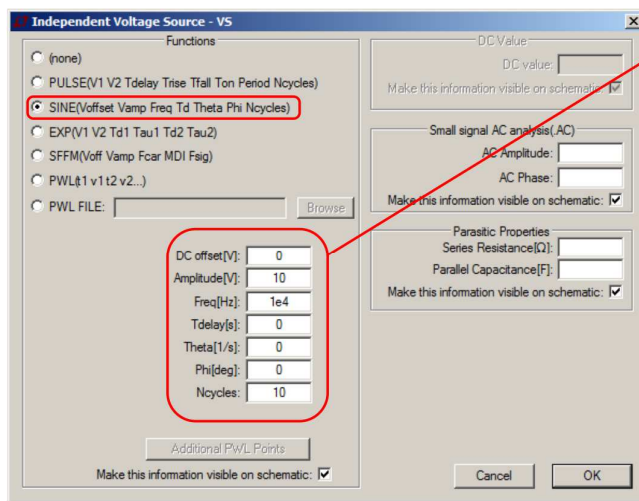 Independent Voltage Source - VS
Functions
(none)
PULSE(V1 V2 Tdelay Trise Tfall Ton Period Ncycles)
SINE(Voffset Vamp Freq Td Theta Phi Ncycles)
EXP(V1 V2 Td1 Tau1 Td2 Tau2)
SFFM(Voff Vamp Fcar MDI Fsig)
PWL(t1 v1 t2 v2...)
PWL FILE:
Browse
DC offset[V]: 0
Amplitude[V]: 10
Freq[Hz]: 1e4
Tdelay[s]: 0
Theta[1/s]: 0
Phi[deg]: 0
Ncycles: 10
Additional PWL Points
Make this information visible on schematic:
DC Value
DC value:
Make this information visible on schematic:
Small signal AC analysis(.AC)
AC Amplitude:
AC Phase:
Make this information visible on schematic:
Parasitic Properties
Series Resistance[Ω]:
Parallel Capacitance[F]:
Make this information visible on schematic:
Cancel
OK